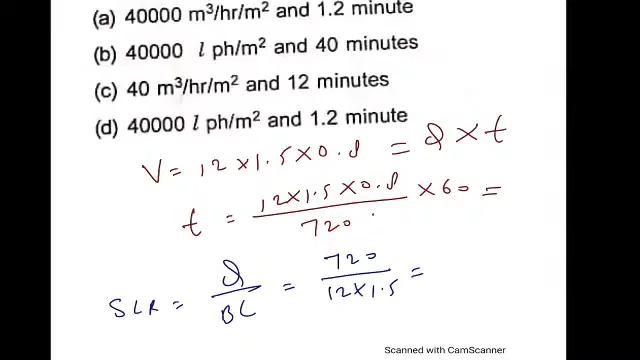 (a) 40000 m³/hr/m² and 1.2 minute
(b) 40000 l ph/m² and 40 minutes
(c) 40 m³/hr/m² and 12 minutes
(d) 40000 l ph/m² and 1.2 minute
V = 12×1.5×0.8 = Q × t
t = 12×1.5×0.8 / 720 × 60 =
SLR = Q / BL = 720 / 12×1.5 =
Scanned with CamScanner